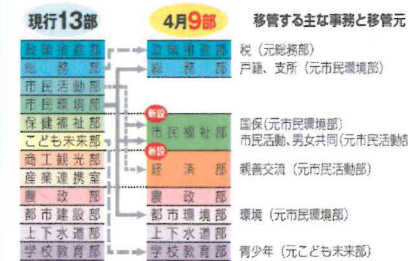 現行13部 4月9部 移管する主な事務と移管元
政策推進部 政策推進部 税（元総務部）
総務部 総務部 戸籍、支所（元市民環境部）
市民活動部
市民環境部 新設
保健福祉部 市民福祉部 国保(元市民環境部)
こども未来部 市民活動、男女共同(元市民活動部
商工観光部 新設 経済部 親善交流（元市民活動部）
産業連携室
農政部 農政部
都市建設部 都市環境部 環境（元市民環境部）
上下水道部 上下水道部
学校教育部 学校教育部 青少年（元こども未来部）